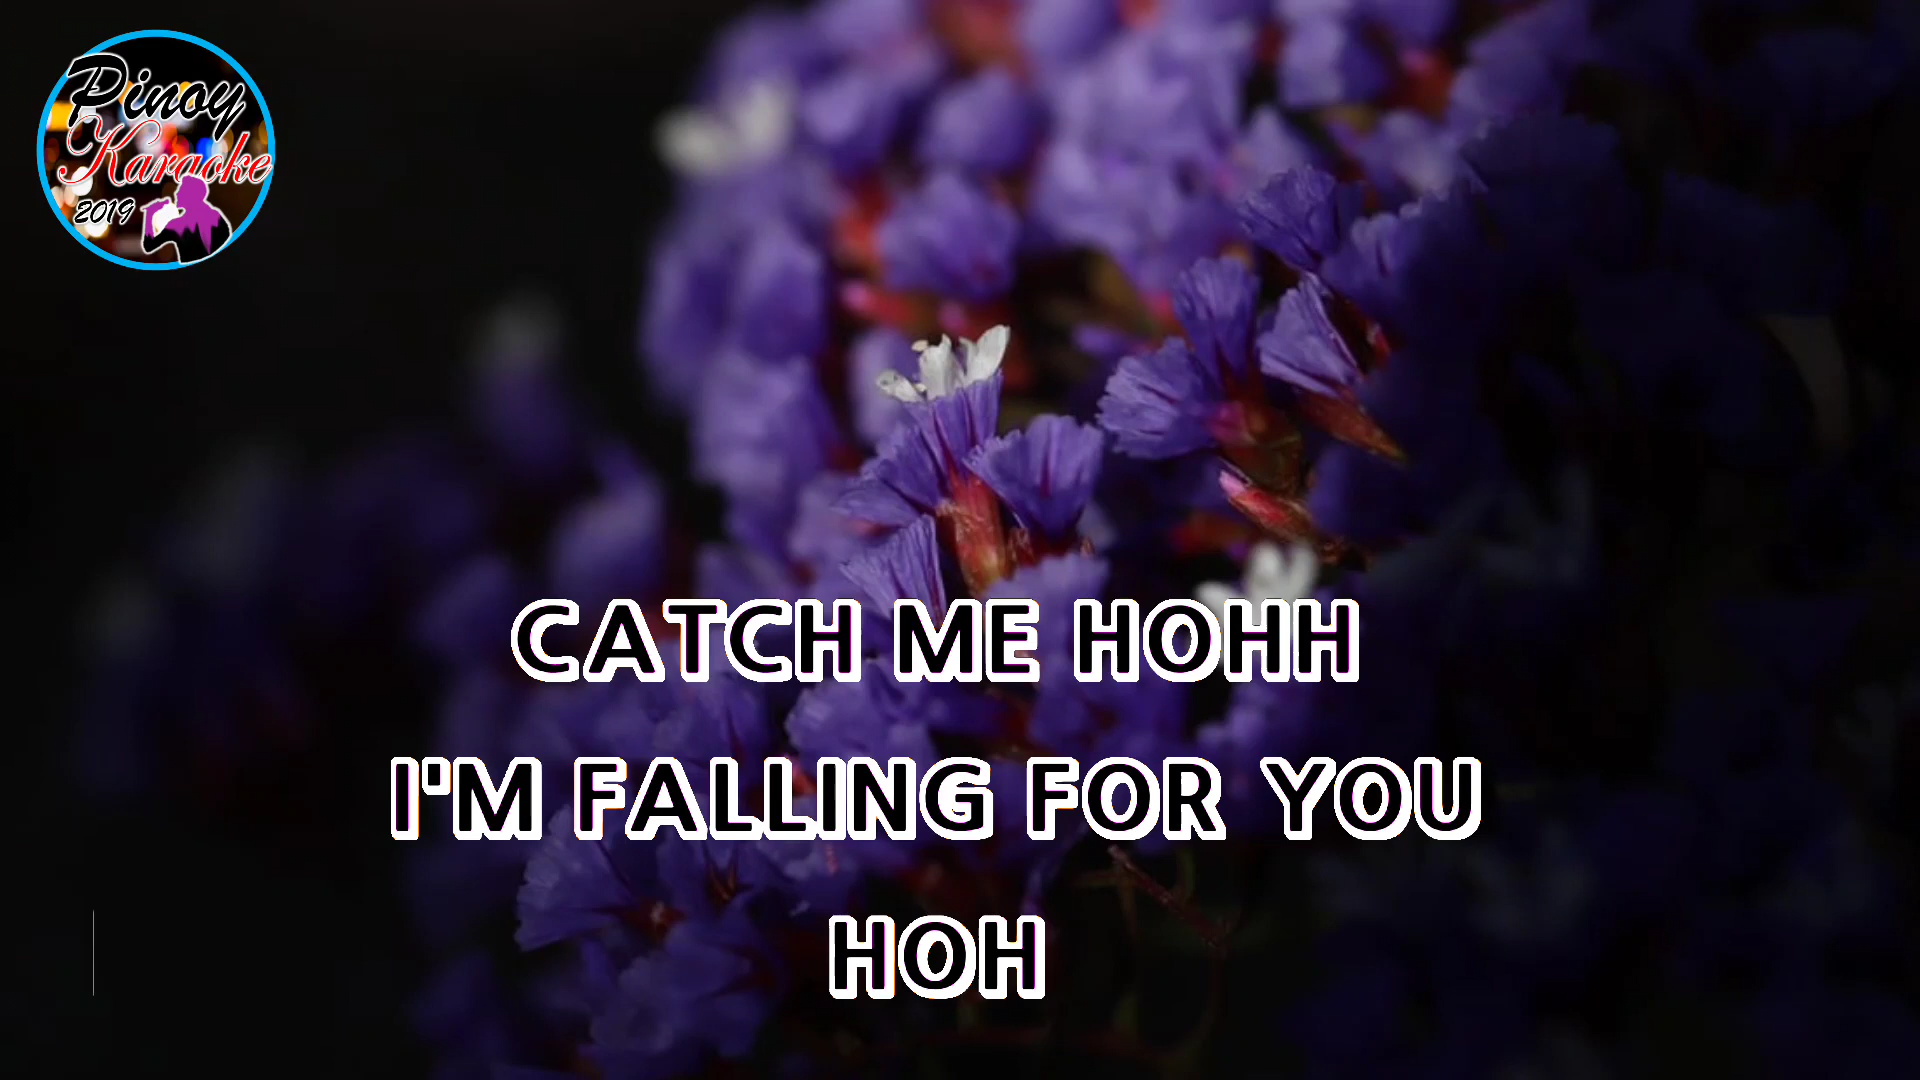 Pinoy
Karaoke
2019
CATCH ME HOHH
I'M FALLING FOR YOU
HOH